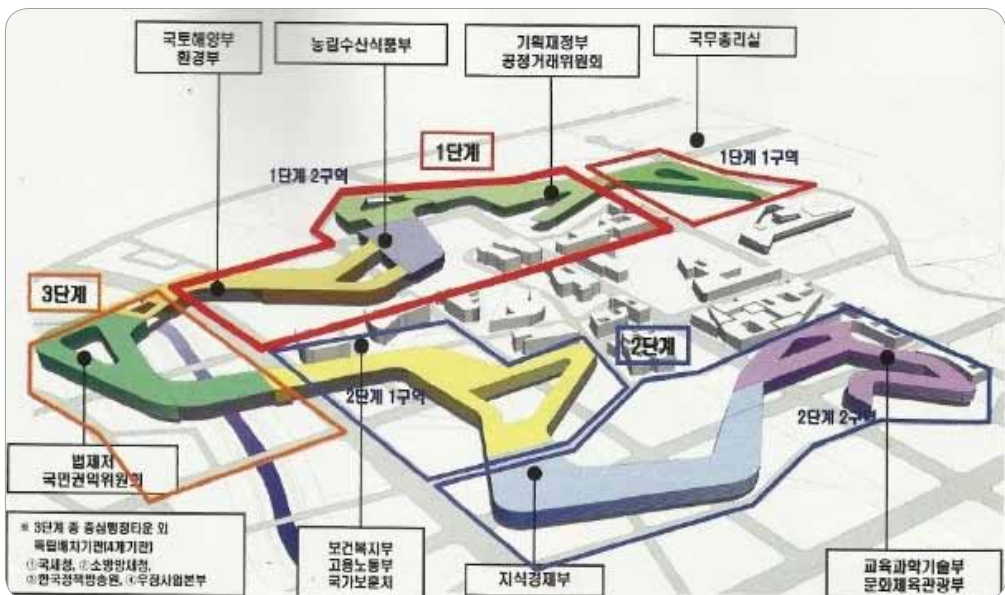 국토해양부
환경부
농림수산식품부
기획재정부
공정거래위원회
국무총리실
1단계
1단계 2구역
1단계 1구역
3단계
2단계
2단계 1구역
2단계 2구역
법제처
국민권익위원회
※ 3단계 중 중심행정타운 외
독립배치기관(4개기관)
①국세청, ②소방방재청,
③한국정책방송원, ④우정사업본부
보건복지부
고용노동부
국가보훈처
지식경제부
교육과학기술부
문화체육관광부